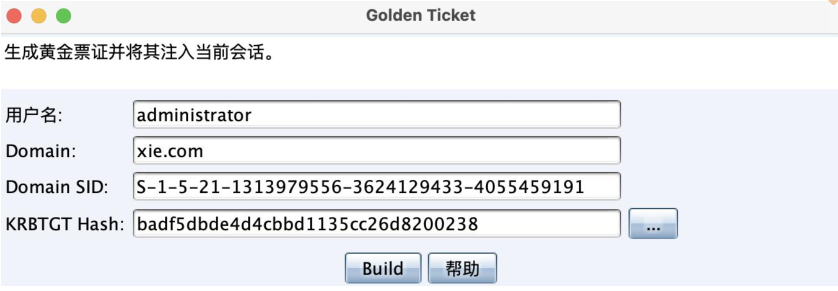 Golden Ticket
生成黄金票证并将其注入当前会话。
用户名: administrator
Domain: xie.com
Domain SID: S-1-5-21-1313979556-3624129433-4055459191
KRBTGT Hash: badf5dbde4d4cbbd1135cc26d8200238 ...
Build 帮助